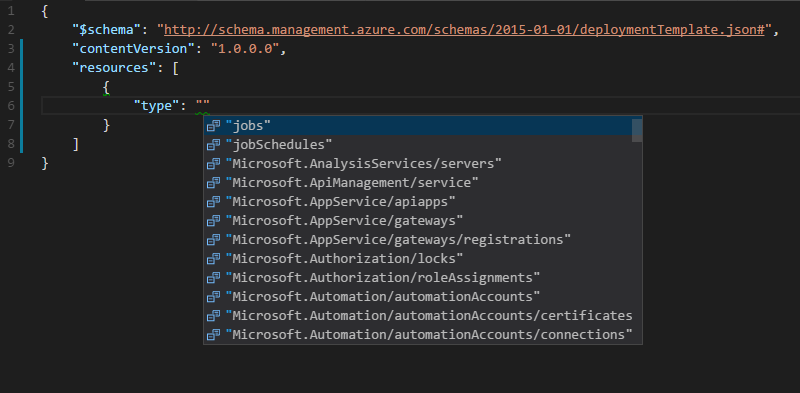 1 {
2 "$schema": "http://schema.management.azure.com/schemas/2015-01-01/deploymentTemplate.json#",
3 "contentVersion": "1.0.0.0",
4 "resources": [
5 {
6 "type": ""
7 }
8 ]
9 }
"jobs"
"jobSchedules"
"Microsoft.AnalysisServices/servers"
"Microsoft.ApiManagement/service"
"Microsoft.AppService/apiapps"
"Microsoft.AppService/gateways"
"Microsoft.AppService/gateways/registrations"
"Microsoft.Authorization/locks"
"Microsoft.Authorization/roleAssignments"
"Microsoft.Automation/automationAccounts"
"Microsoft.Automation/automationAccounts/certificates
"Microsoft.Automation/automationAccounts/connections"